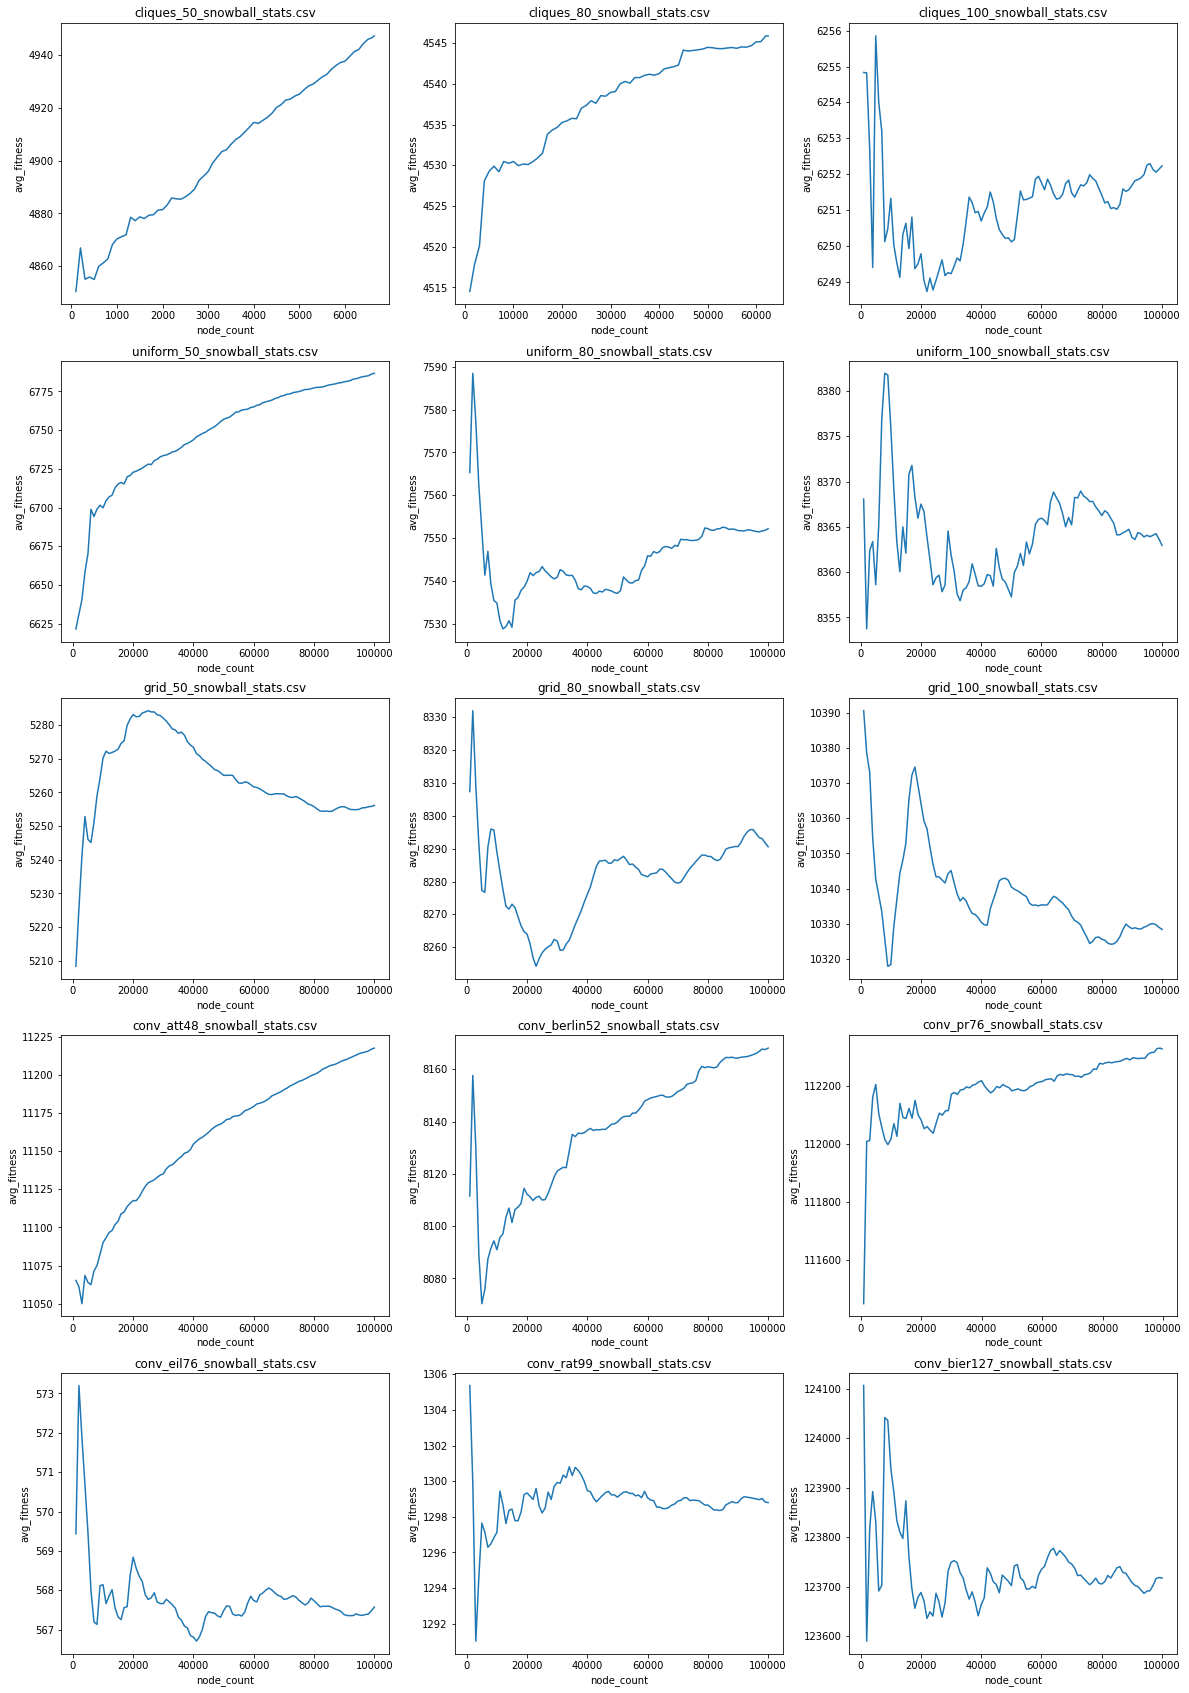 cliques_50_snowball_stats.csv
avg_fitness
4940
4920
4900
4880
4860
0 1000 2000 3000 4000 5000 6000
node_count
cliques_80_snowball_stats.csv
avg_fitness
4545
4540
4535
4530
4525
4520
4515
0 10000 20000 30000 40000 50000 60000
node_count
cliques_100_snowball_stats.csv
avg_fitness
6256
6255
6254
6253
6252
6251
6250
6249
0 20000 40000 60000 80000 100000
node_count
uniform_50_snowball_stats.csv
avg_fitness
6775
6750
6725
6700
6675
6650
6625
0 20000 40000 60000 80000 100000
node_count
uniform_80_snowball_stats.csv
avg_fitness
7590
7580
7570
7560
7550
7540
7530
0 20000 40000 60000 80000 100000
node_count
uniform_100_snowball_stats.csv
avg_fitness
8380
8375
8370
8365
8360
8355
0 20000 40000 60000 80000 100000
node_count
grid_50_snowball_stats.csv
avg_fitness
5280
5270
5260
5250
5240
5230
5220
5210
0 20000 40000 60000 80000 100000
node_count
grid_80_snowball_stats.csv
avg_fitness
8330
8320
8310
8300
8290
8280
8270
8260
0 20000 40000 60000 80000 100000
node_count
grid_100_snowball_stats.csv
avg_fitness
10390
10380
10370
10360
10350
10340
10330
10320
0 20000 40000 60000 80000 100000
node_count
conv_att48_snowball_stats.csv
avg_fitness
11225
11200
11175
11150
11125
11100
11075
11050
0 20000 40000 60000 80000 100000
node_count
conv_berlin52_snowball_stats.csv
avg_fitness
8160
8140
8120
8100
8080
0 20000 40000 60000 80000 100000
node_count
conv_pr76_snowball_stats.csv
avg_fitness
112200
112000
111800
111600
0 20000 40000 60000 80000 100000
node_count
conv_eil76_snowball_stats.csv
avg_fitness
573
572
571
570
569
568
567
0 20000 40000 60000 80000 100000
node_count
conv_rat99_snowball_stats.csv
avg_fitness
1306
1304
1302
1300
1298
1296
1294
1292
0 20000 40000 60000 80000 100000
node_count
conv_bier127_snowball_stats.csv
avg_fitness
124100
124000
123900
123800
123700
123600
0 20000 40000 60000 80000 100000
node_count